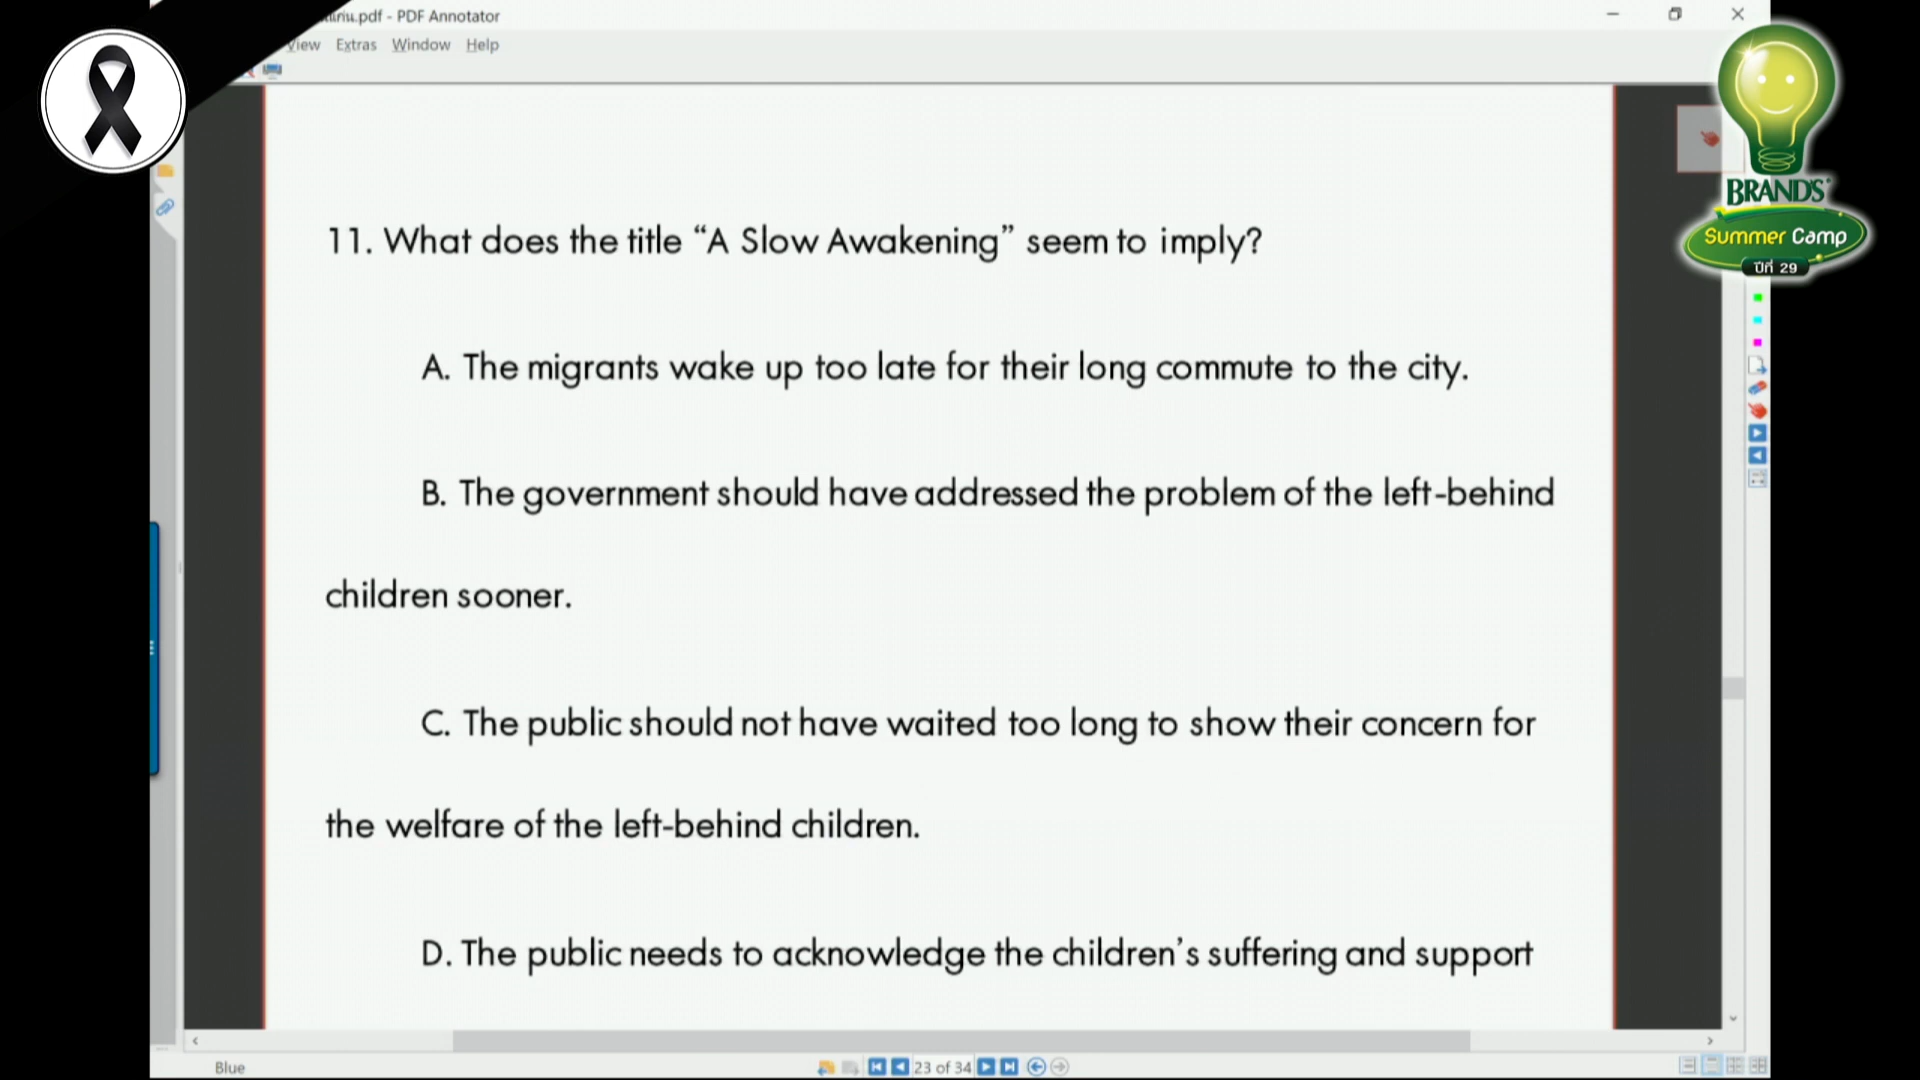 .pdf - PDF Annotator
View Extras Window Help
BRAND'S
Summer Camp
ปีที่ 29
11. What does the title “A Slow Awakening” seem to imply?
A. The migrants wake up too late for their long commute to the city.
B. The government should have addressed the problem of the left-behind
children sooner.
C. The public should not have waited too long to show their concern for
the welfare of the left-behind children.
D. The public needs to acknowledge the children’s suffering and support
Blue
23 of 34